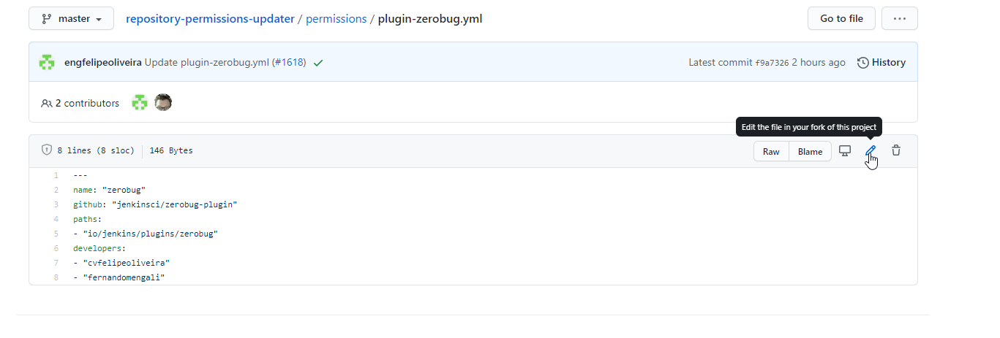 master repository-permissions-updater / permissions / plugin-zerobug.yml Go to file ...
engfelipeoliveira Update plugin-zerobug.yml (#1618) Latest commit f9a7326 2 hours ago History
2 contributors
Edit the file in your fork of this project
8 lines (8 sloc) 146 Bytes Raw Blame
1 ---
2 name: "zerobug"
3 github: "jenkinsci/zerobug-plugin"
4 paths:
5 - "io/jenkins/plugins/zerobug"
6 developers:
7 - "cvfelipeoliveira"
8 - "fernandomengali"